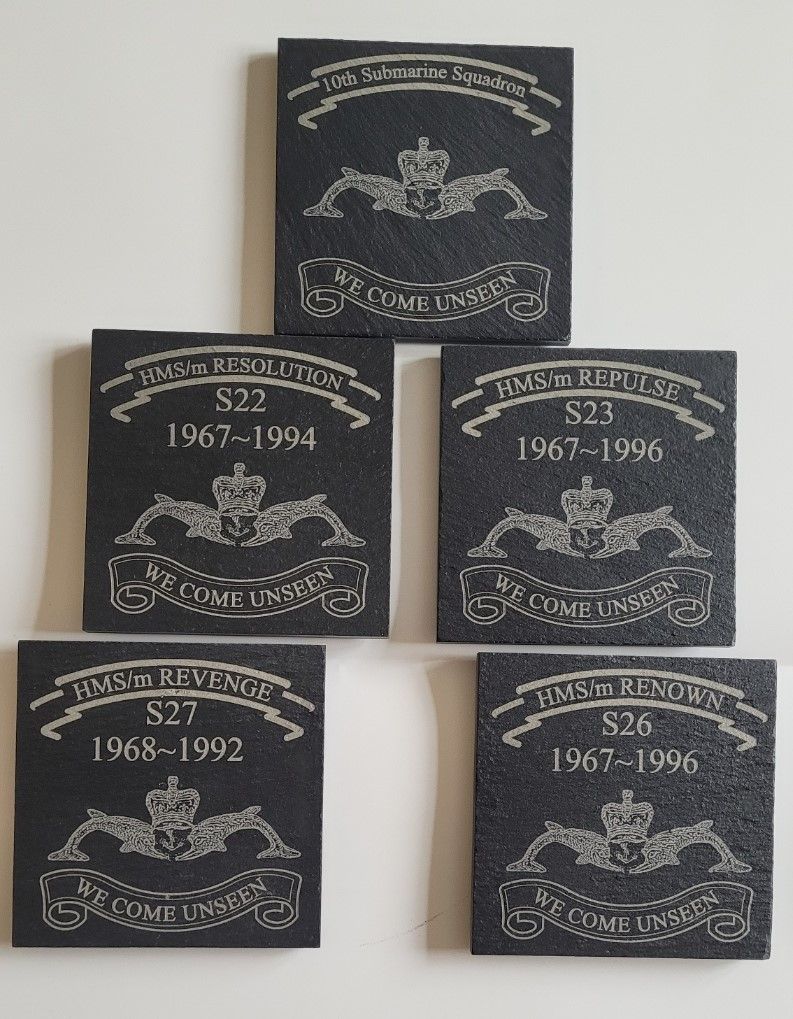 10th Submarine Squadron
WE COME UNSEEN
HMS/m RESOLUTION
S22
1967~1994
WE COME UNSEEN
HMS/m REPULSE
S23
1967~1996
WE COME UNSEEN
HMS/m REVENGE
S27
1968~1992
WE COME UNSEEN
HMS/m RENOWN
S26
1967~1996
WE COME UNSEEN